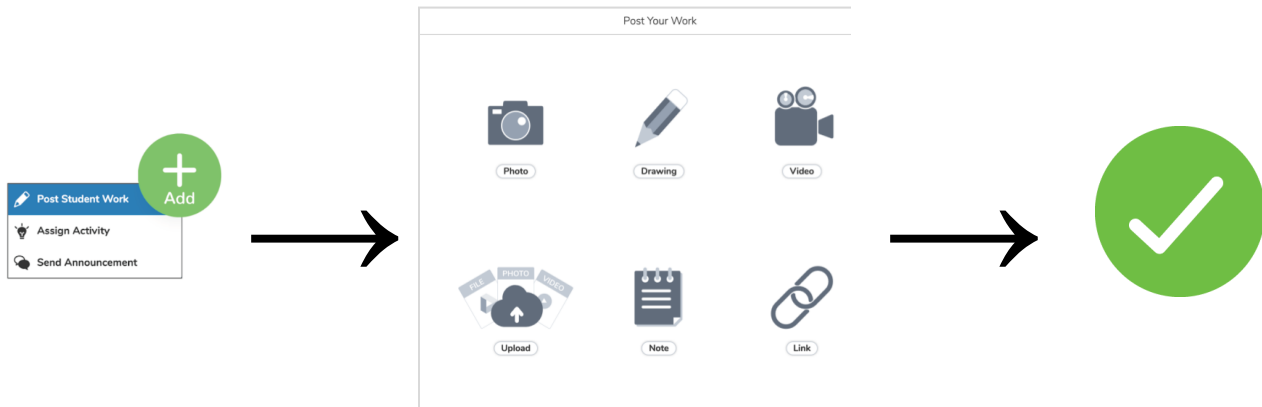 Add
Post Student Work
Assign Activity
Send Announcement
Post Your Work
Photo
Drawing
Video
FILE
PHOTO
VIDEO
Upload
Note
Link